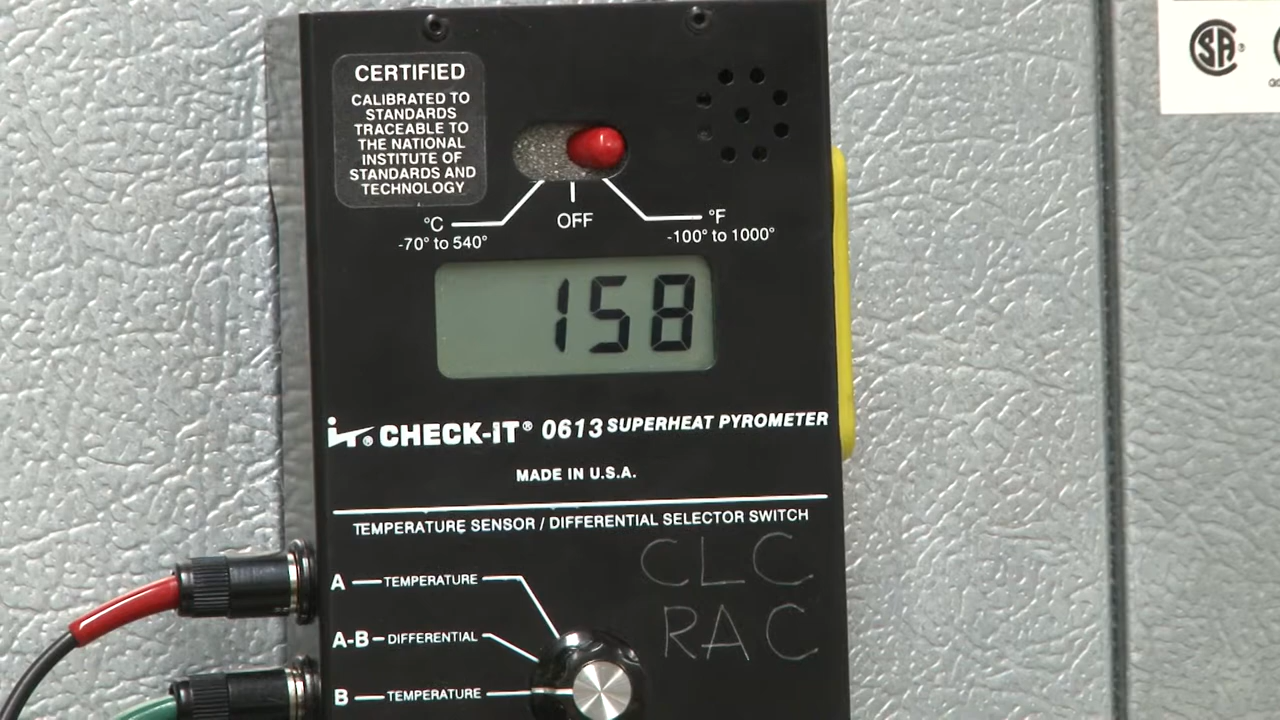 CERTIFIED
CALIBRATED TO
STANDARDS
TRACEABLE TO
THE NATIONAL
INSTITUTE OF
STANDARDS AND
TECHNOLOGY
°C
OFF
°F
-70° to 540°
-100° to 1000°
158
CHECK-iT® 0613 SUPERHEAT PYROMETER
MADE IN U.S.A.
TEMPERATURE SENSOR / DIFFERENTIAL SELECTOR SWITCH
CLC
RAC
A — TEMPERATURE
A-B — DIFFERENTIAL
B — TEMPERATURE
SA®